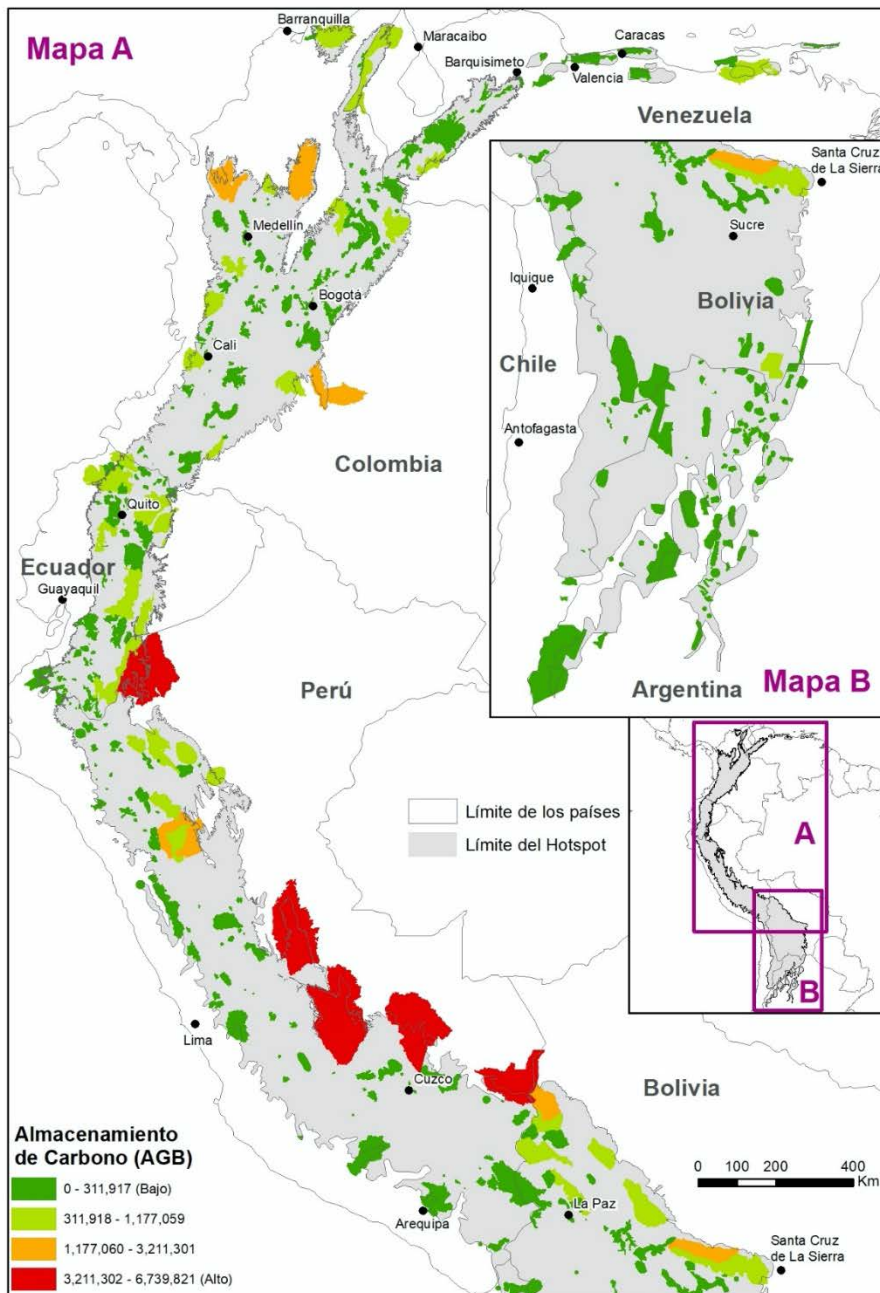 Mapa A
Barranquilla
Maracaibo
Caracas
Barquisimeto
Valencia
Venezuela
Medellín
Bogotá
Cali
Colombia
Quito
Ecuador
Guayaquil
Perú
Santa Cruz
de La Sierra
Sucre
Iquique
Bolivia
Chile
Antofagasta
Argentina
Mapa B
Límite de los países
Límite del Hotspot
A
B
Lima
Cuzco
Bolivia
Arequipa
La Paz
Santa Cruz
de La Sierra
0 100 200 400
Km
Almacenamiento
de Carbono (AGB)
0 - 311,917 (Bajo)
311,918 - 1,177,059
1,177,060 - 3,211,301
3,211,302 - 6,739,821 (Alto)